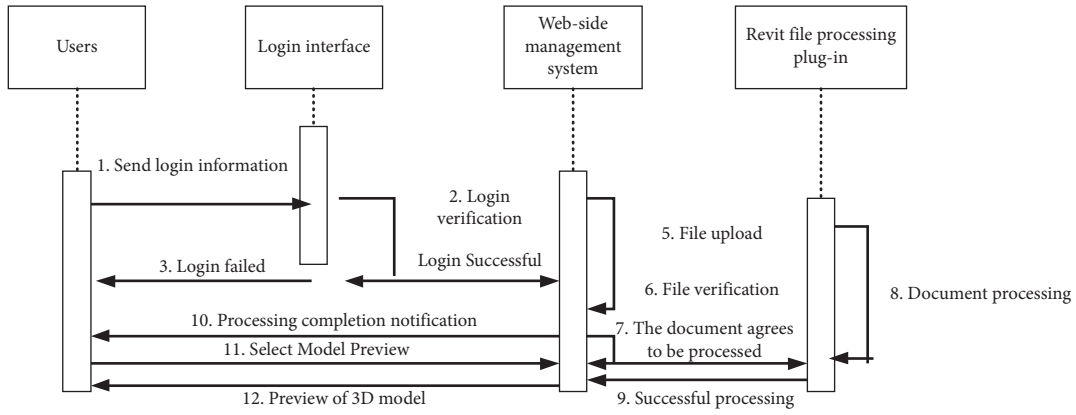 Users
Login interface
Web-side
management
system
Revit file processing
plug-in
1. Send login information
2. Login
verification
3. Login failed
Login Successful
5. File upload
6. File verification
8. Document processing
10. Processing completion notification
7. The document agrees
to be processed
11. Select Model Preview
12. Preview of 3D model
9. Successful processing